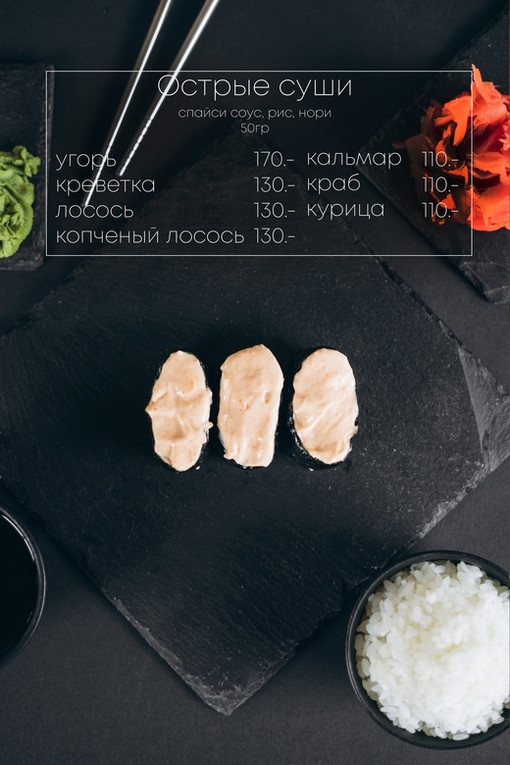 Острые суши
спайси соус, рис, нори
50гр
угорь 170.-
креветка 130.-
лосось 130.-
копченый лосось 130.-
кальмар 110.-
краб 110.-
курица 110.-